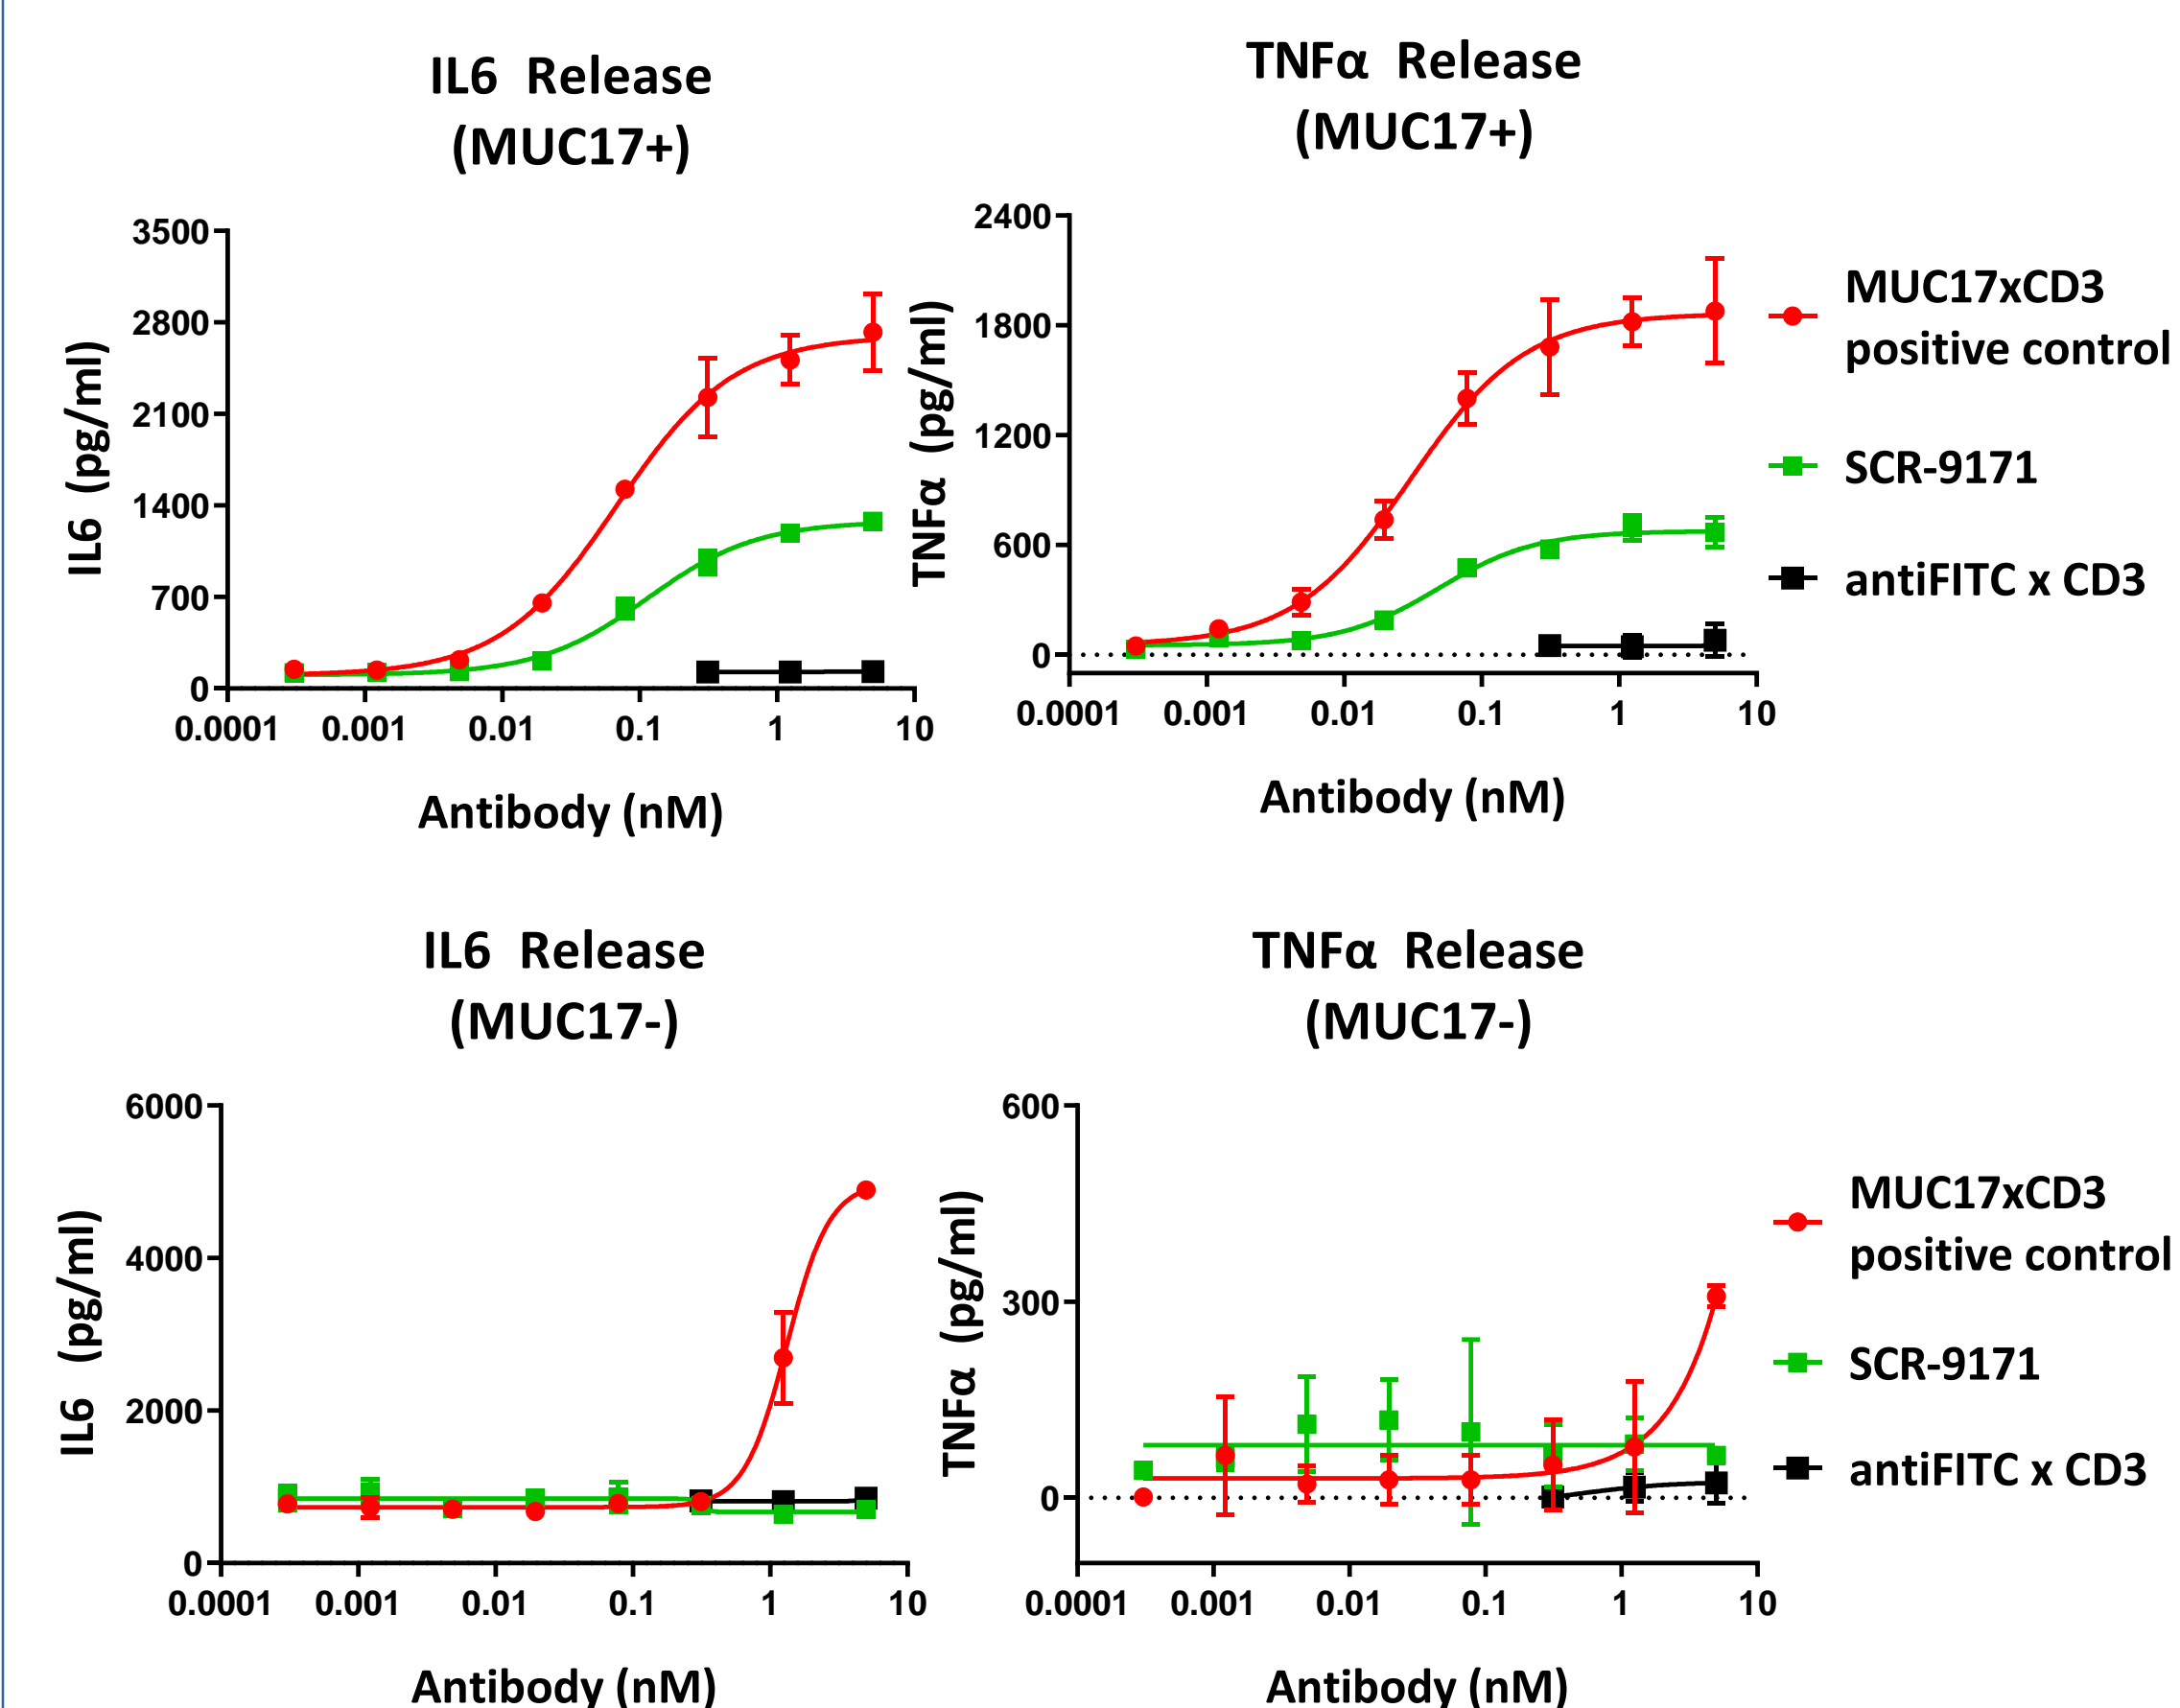 IL6 Release
(MUC17+)
3500
2800
2100
1400
700
0
IL6 (pg/ml)
0.0001 0.001 0.01 0.1 1 10
Antibody (nM)
TNFα Release
(MUC17+)
2400
1800
1200
600
0
TNFα (pg/ml)
0.0001 0.001 0.01 0.1 1 10
Antibody (nM)
MUC17xCD3
positive control
SCR-9171
antiFITC x CD3
IL6 Release
(MUC17-)
6000
4000
2000
0
IL6 (pg/ml)
0.0001 0.001 0.01 0.1 1 10
Antibody (nM)
TNFα Release
(MUC17-)
600
300
0
TNFα (pg/ml)
0.0001 0.001 0.01 0.1 1 10
Antibody (nM)
MUC17xCD3
positive control
SCR-9171
antiFITC x CD3